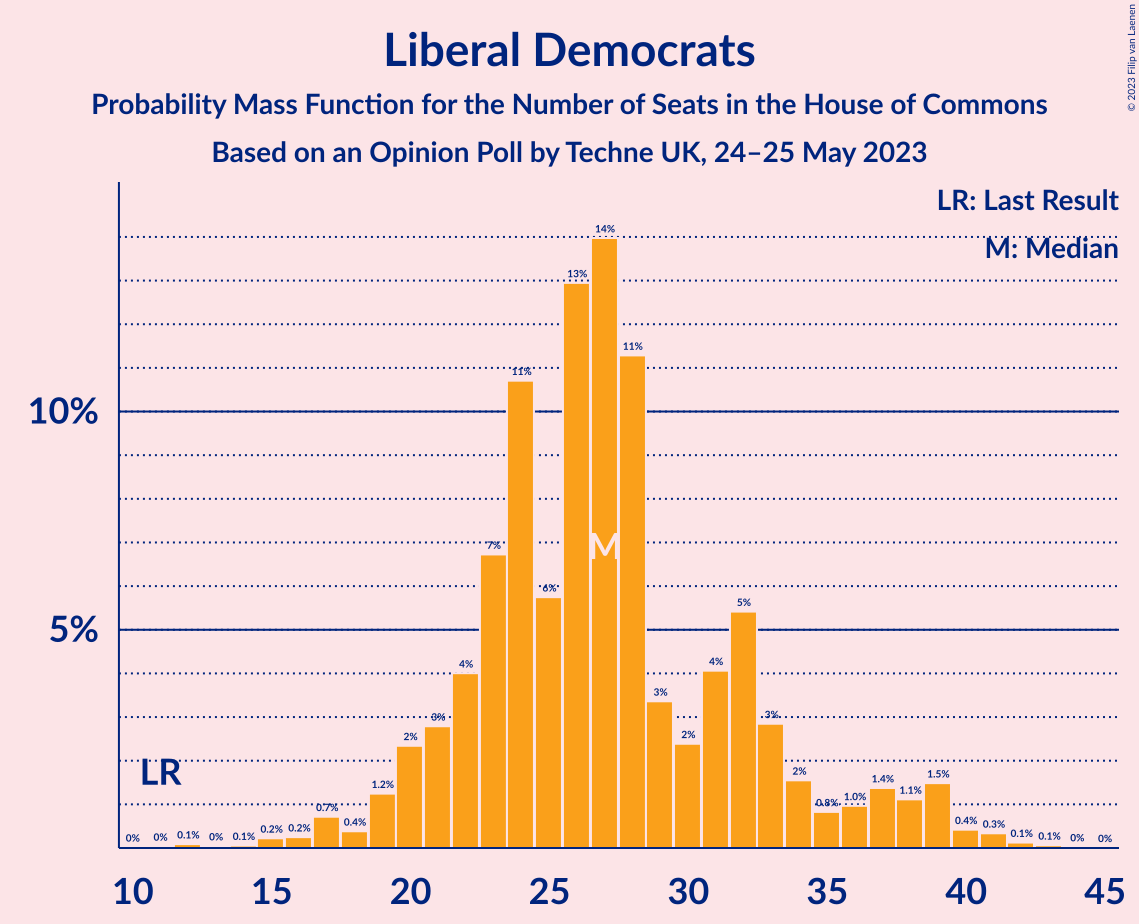 Liberal Democrats
Probability Mass Function for the Number of Seats in the House of Commons
Based on an Opinion Poll by Techne UK, 24–25 May 2023
© 2023 Filip van Laenen
LR: Last Result
M: Median
10%
5%
0% 0% 0.1% 0% 0.1% 0.2% 0.2% 0.7% 0.4% 1.2% 2% 3% 4% 7% 11% 6% 13% 14% 11% 3% 2% 4% 5% 3% 2% 0.8% 1.0% 1.4% 1.1% 1.5% 0.4% 0.3% 0.1% 0.1% 0% 0%
M
LR
10 15 20 25 30 35 40 45